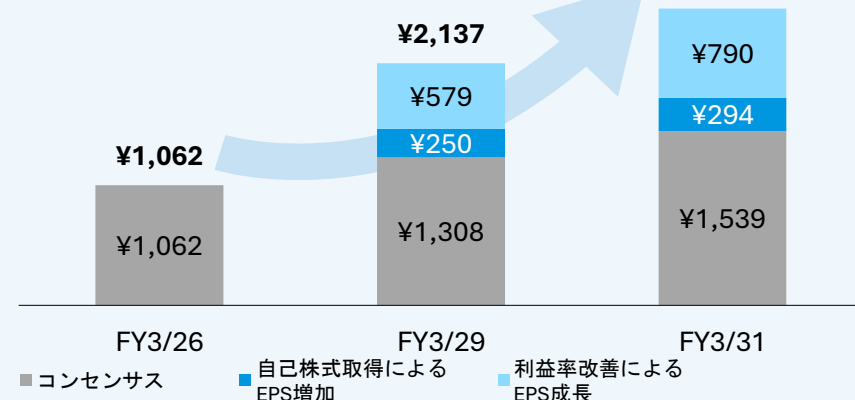 ¥2,137
¥790
¥579
¥294
¥250
¥1,062
¥1,539
¥1,308
¥1,062
FY3/26
FY3/29
FY3/31
コンセンサス
自己株式取得による
EPS増加
利益率改善による
EPS成長